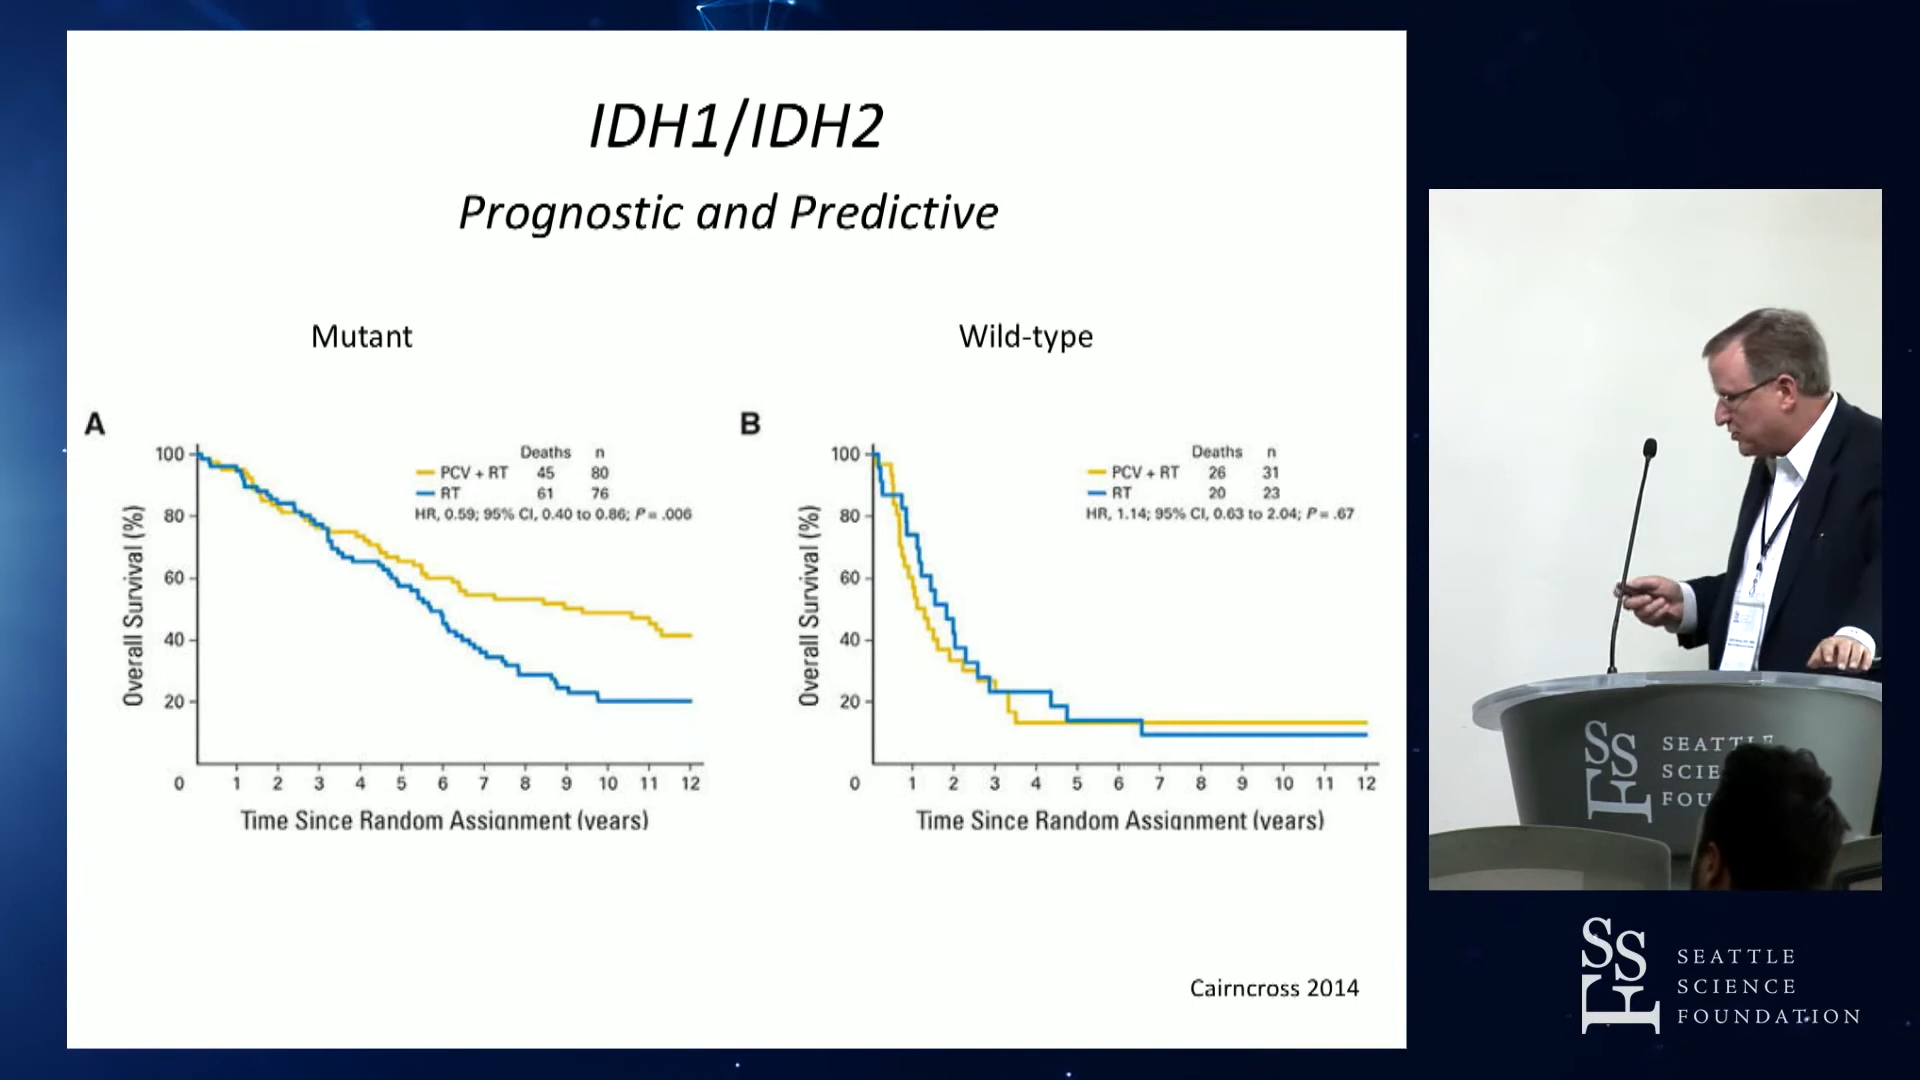 IDH1/IDH2
Prognostic and Predictive
Mutant
Wild-type
A
Deaths n
PCV + RT 45 80
RT 61 76
HR, 0.59; 95% CI, 0.40 to 0.86; P = .006
Overall Survival (%)
100
80
60
40
20
0 1 2 3 4 5 6 7 8 9 10 11 12
Time Since Random Assignment (years)
B
Deaths n
PCV + RT 26 31
RT 20 23
HR, 1.14; 95% CI, 0.63 to 2.04; P = .67
Overall Survival (%)
100
80
60
40
20
0 1 2 3 4 5 6 7 8 9 10 11 12
Time Since Random Assignment (years)
Cairncross 2014
SSF
SEATTLE
SSF
SEATTLE
SCIENCE
FOUNDATION